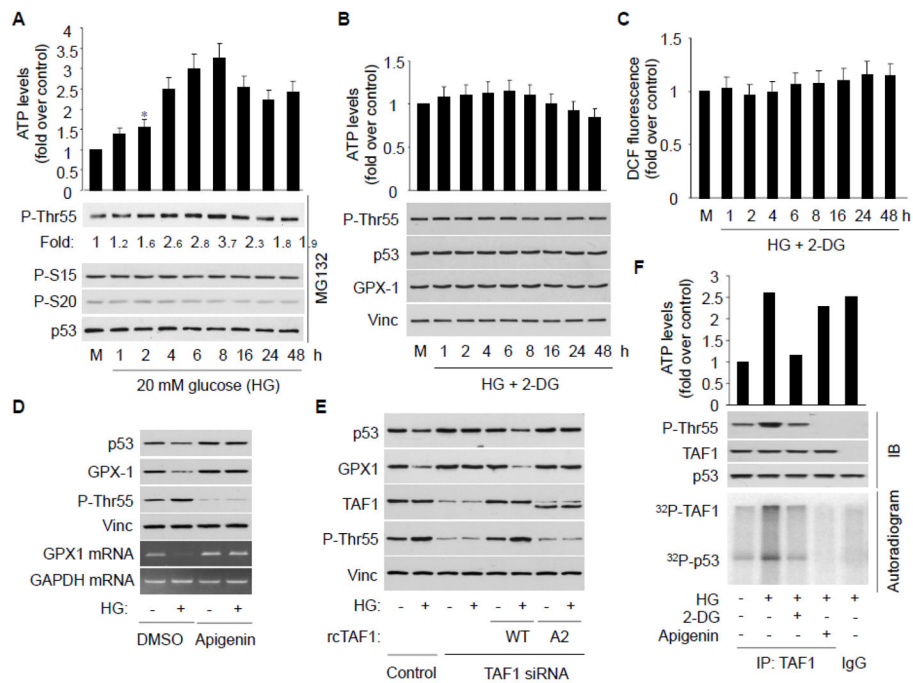 A
ATP levels
(fold over control)
4
3.5
3
2.5
2
1.5
1
0.5
0
*
P-Thr55
Fold: 1 1.2 1.6 2.6 2.8 3.7 2.3 1.8 1.9
P-S15
P-S20
p53
MG132
M 1 2 4 6 8 16 24 48 h
20 mM glucose (HG)
B
ATP levels
(fold over control)
2
1.5
1
0.5
0
P-Thr55
p53
GPX-1
Vinc
M 1 2 4 6 8 16 24 48 h
HG + 2-DG
C
DCF fluorescence
(fold over control)
1.5
1
0.5
0
M 1 2 4 6 8 16 24 48 h
HG + 2-DG
D
p53
GPX-1
P-Thr55
Vinc
GPX1 mRNA
GAPDH mRNA
HG: - + - +
DMSO Apigenin
E
p53
GPX1
TAF1
P-Thr55
Vinc
HG: - + - + - + - +
rcTAF1: WT A2
Control TAF1 siRNA
F
ATP levels
(fold over control)
3
2.5
2
1.5
1
0.5
0
P-Thr55
TAF1
p53
IB
32P-TAF1
32P-p53
Autoradiogram
HG - + + + +
2-DG +
Apigenin +
IP: TAF1 IgG